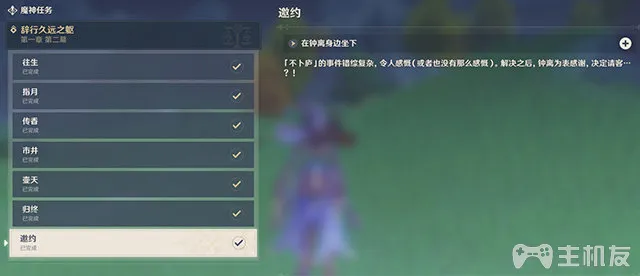 魔神任务
辞行久远之躯
第一章 第二幕
往生
已完成
指月
已完成
传香
已完成
市井
已完成
壶天
已完成
归终
已完成
邀约
已完成
邀约
在钟离身边坐下
「不卜庐」的事件错综复杂，令人感慨(或者也没有那么感慨)。解决之后，钟离为表感谢，决定请客…
？！
主机友